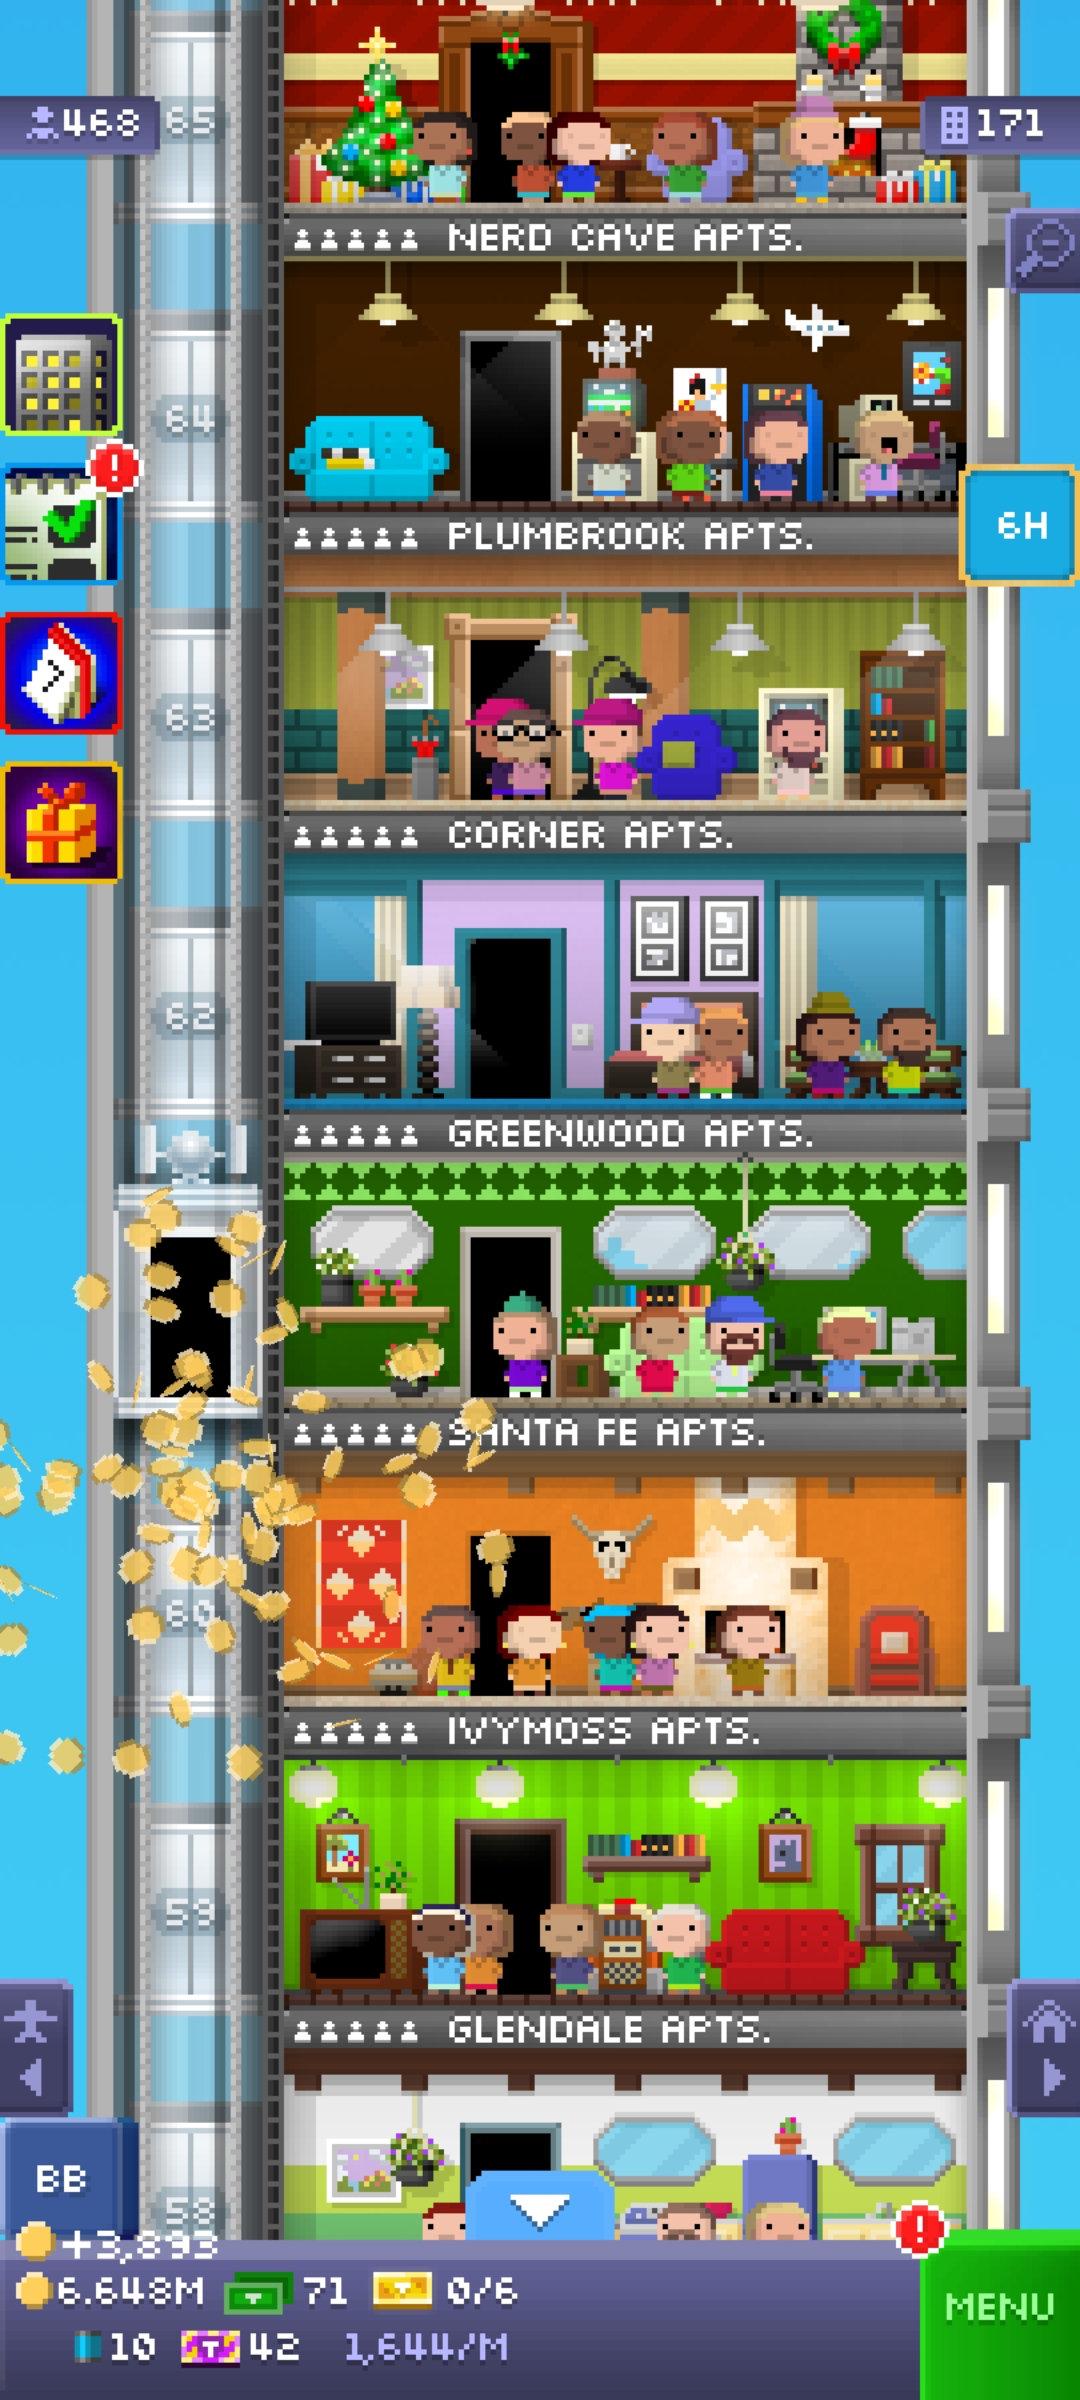 468
65
171
NERD CAVE APTS.
64
PLUMBROOK APTS.
6H
63
CORNER APTS.
62
GREENWOOD APTS.
SANTA FE APTS.
60
IVYMOSS APTS.
GLENDALE APTS.
BB
58
+3,893
6.648M 71 0/6
MENU
10 T 42 1,644/M